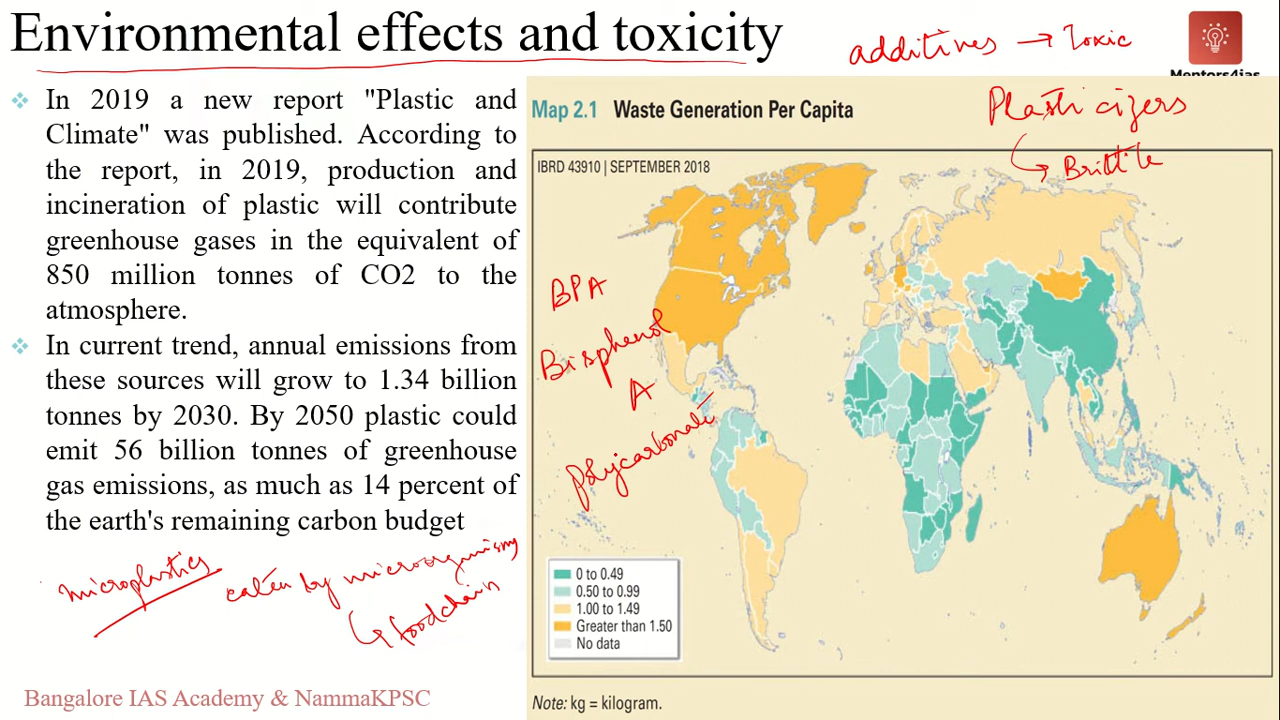 Environmental effects and toxicity
additives → Toxic
Mentors4ias
❖ In 2019 a new report "Plastic and
Climate" was published. According to
the report, in 2019, production and
incineration of plastic will contribute
greenhouse gases in the equivalent of
850 million tonnes of CO2 to the
atmosphere.
❖ In current trend, annual emissions from
these sources will grow to 1.34 billion
tonnes by 2030. By 2050 plastic could
emit 56 billion tonnes of greenhouse
gas emissions, as much as 14 percent of
the earth's remaining carbon budget
microplastics
eaten by microorganisms
↳ foodchain
Bangalore IAS Academy & NammaKPSC
Map 2.1 Waste Generation Per Capita
Plasticizers
↳ Brittle
IBRD 43910 | SEPTEMBER 2018
BPA
Bisphenol
A
polycarbonate
0 to 0.49
0.50 to 0.99
1.00 to 1.49
Greater than 1.50
No data
Note: kg = kilogram.